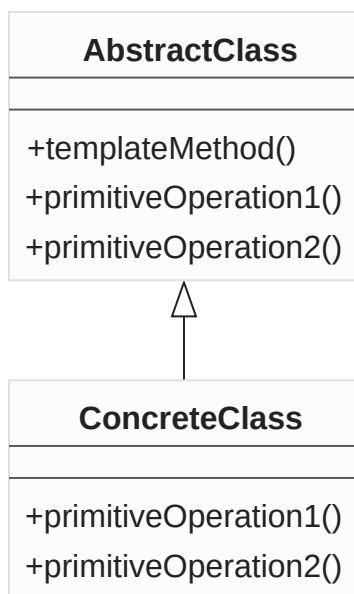 AbstractClass
+templateMethod()
+primitiveOperation1()
+primitiveOperation2()
ConcreteClass
+primitiveOperation1()
+primitiveOperation2()